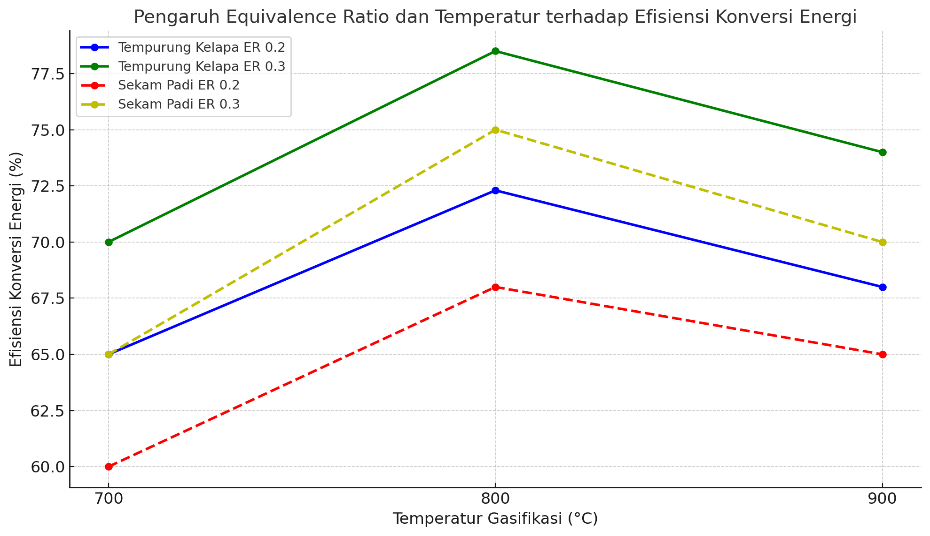 Pengaruh Equivalence Ratio dan Temperatur terhadap Efisiensi Konversi Energi
Tempurung Kelapa ER 0.2
Tempurung Kelapa ER 0.3
Sekam Padi ER 0.2
Sekam Padi ER 0.3
Efisiensi Konversi Energi (%)
77.5
75.0
72.5
70.0
67.5
65.0
62.5
60.0
700
800
900
Temperatur Gasifikasi (°C)